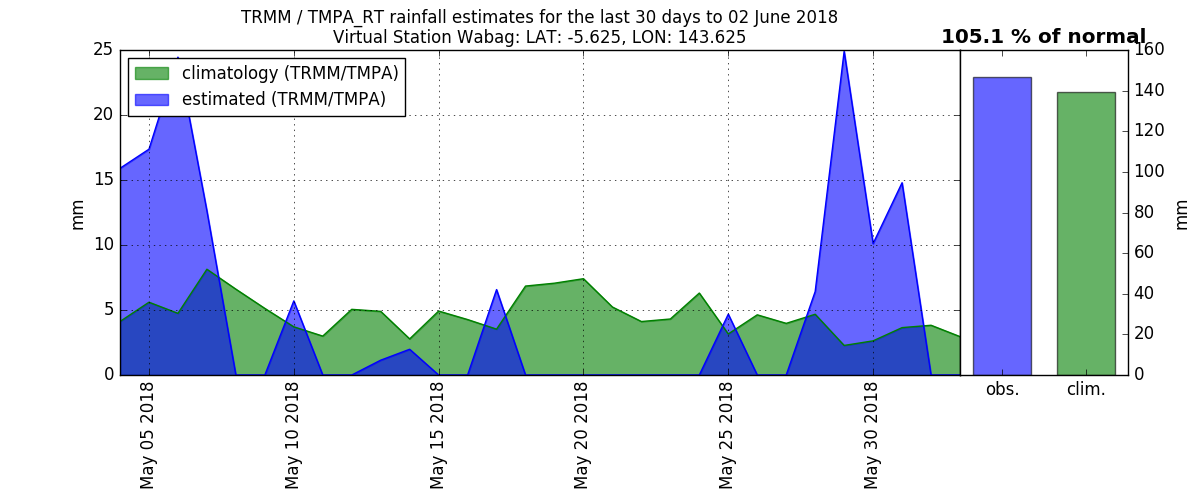 TRMM / TMPA_RT rainfall estimates for the last 30 days to 02 June 2018
Virtual Station Wabag: LAT: -5.625, LON: 143.625
105.1 % of normal
climatology (TRMM/TMPA)
estimated (TRMM/TMPA)
mm
25
20
15
10
5
0
May 05 2018
May 10 2018
May 15 2018
May 20 2018
May 25 2018
May 30 2018
obs.
clim.
160
140
120
100
80
60
40
20
0
mm